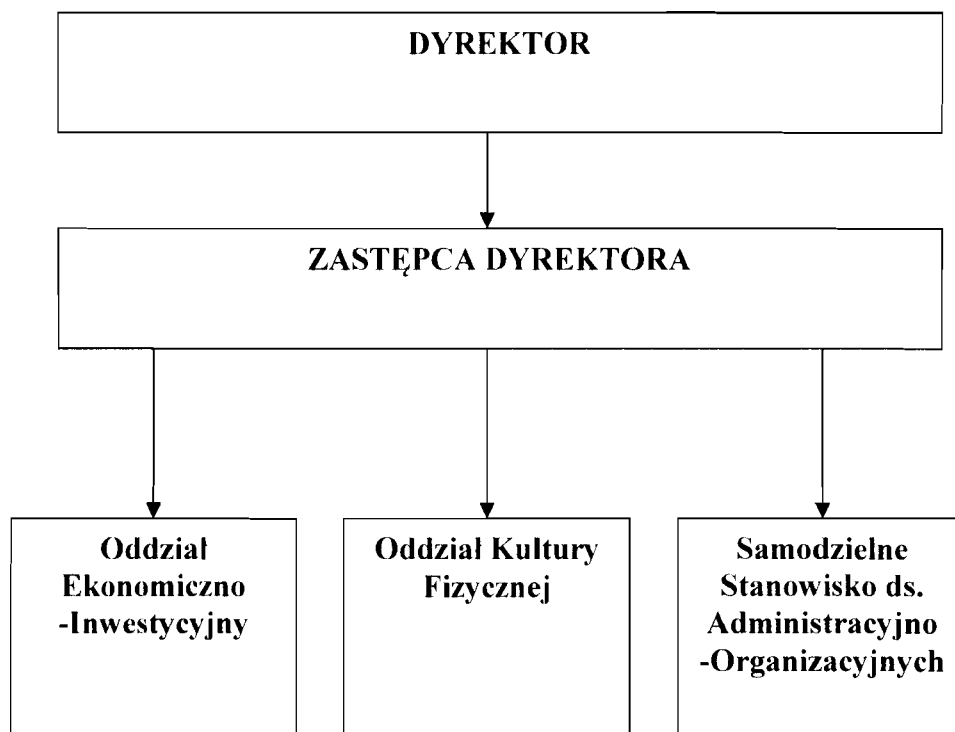 DYREKTOR
ZASTĘPCA DYREKTORA
Oddział
Ekonomiczno
-Inwestycyjny
Oddział Kultury
Fizycznej
Samodzielne
Stanowisko ds.
Administracyjno
-Organizacyjnych